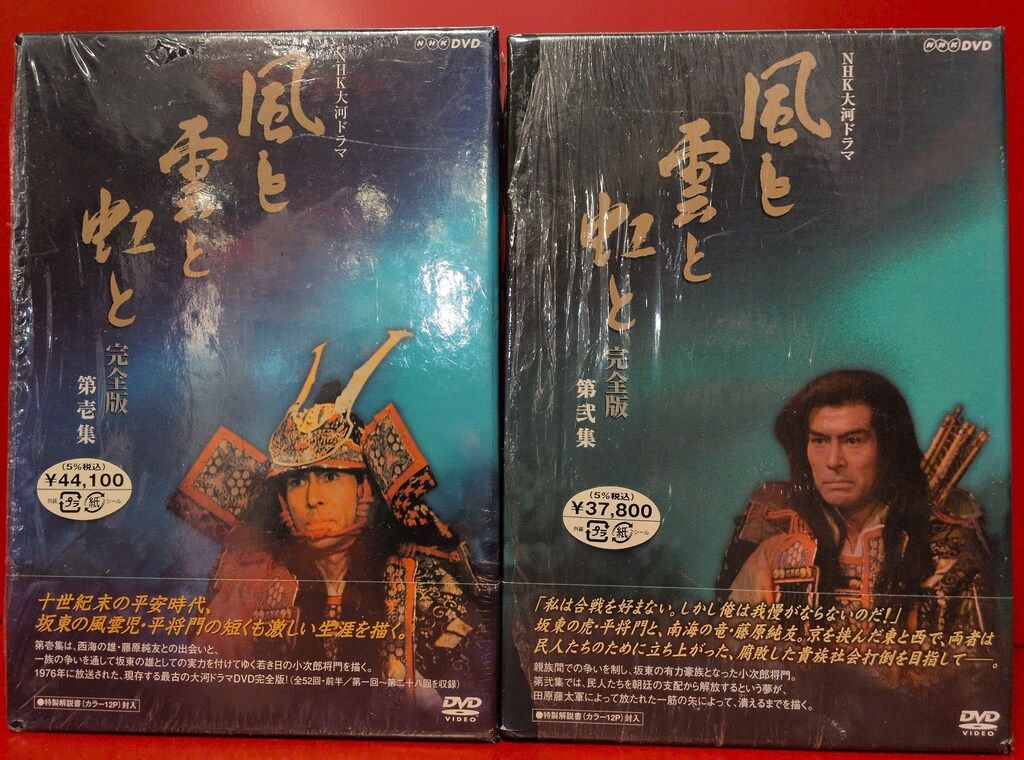 NHK DVD
NHK大河ドラマ
風と
雲と
虹と
完全版
第壱集
(5%税込)
¥44,100
外装 プラ 紙 シール
十世紀末の平安時代,
坂東の風雲児・平将門の短くも激しい生涯を描く。
第壱集は、西海の雄・藤原純友との出会いと、
一族の争いを通して坂東の雄としての実力を付けてゆく若き日の小次郎将門を描く。
1976年に放送された、現存する最古の大河ドラマDVD完全版!(全52回・前半/第一回〜第二十八回を収録)
●特製解説書(カラー12P)封入
DVD
VIDEO
NHK DVD
NHK大河ドラマ
風と
雲と
虹と
完全版
第弐集
(5%税込)
¥37,800
外装 プラ 紙 シール
「私は合戦を好まない。しかし俺は我慢がならないのだ!」
坂東の虎・平将門と、南海の竜・藤原純友。京を挟んだ東と西で、両者は
民人たちのために立ち上がった、腐敗した貴族社会打倒を目指して——。
親族間での争いを制し、坂東の有力豪族となった小次郎将門。
第弐集では、民人たちを朝廷の支配から解放するという夢が、
田原藤太軍によって放たれた一筋の矢によって、潰えるまでを描く。
●特製解説書(カラー12P)封入
DVD
VIDEO